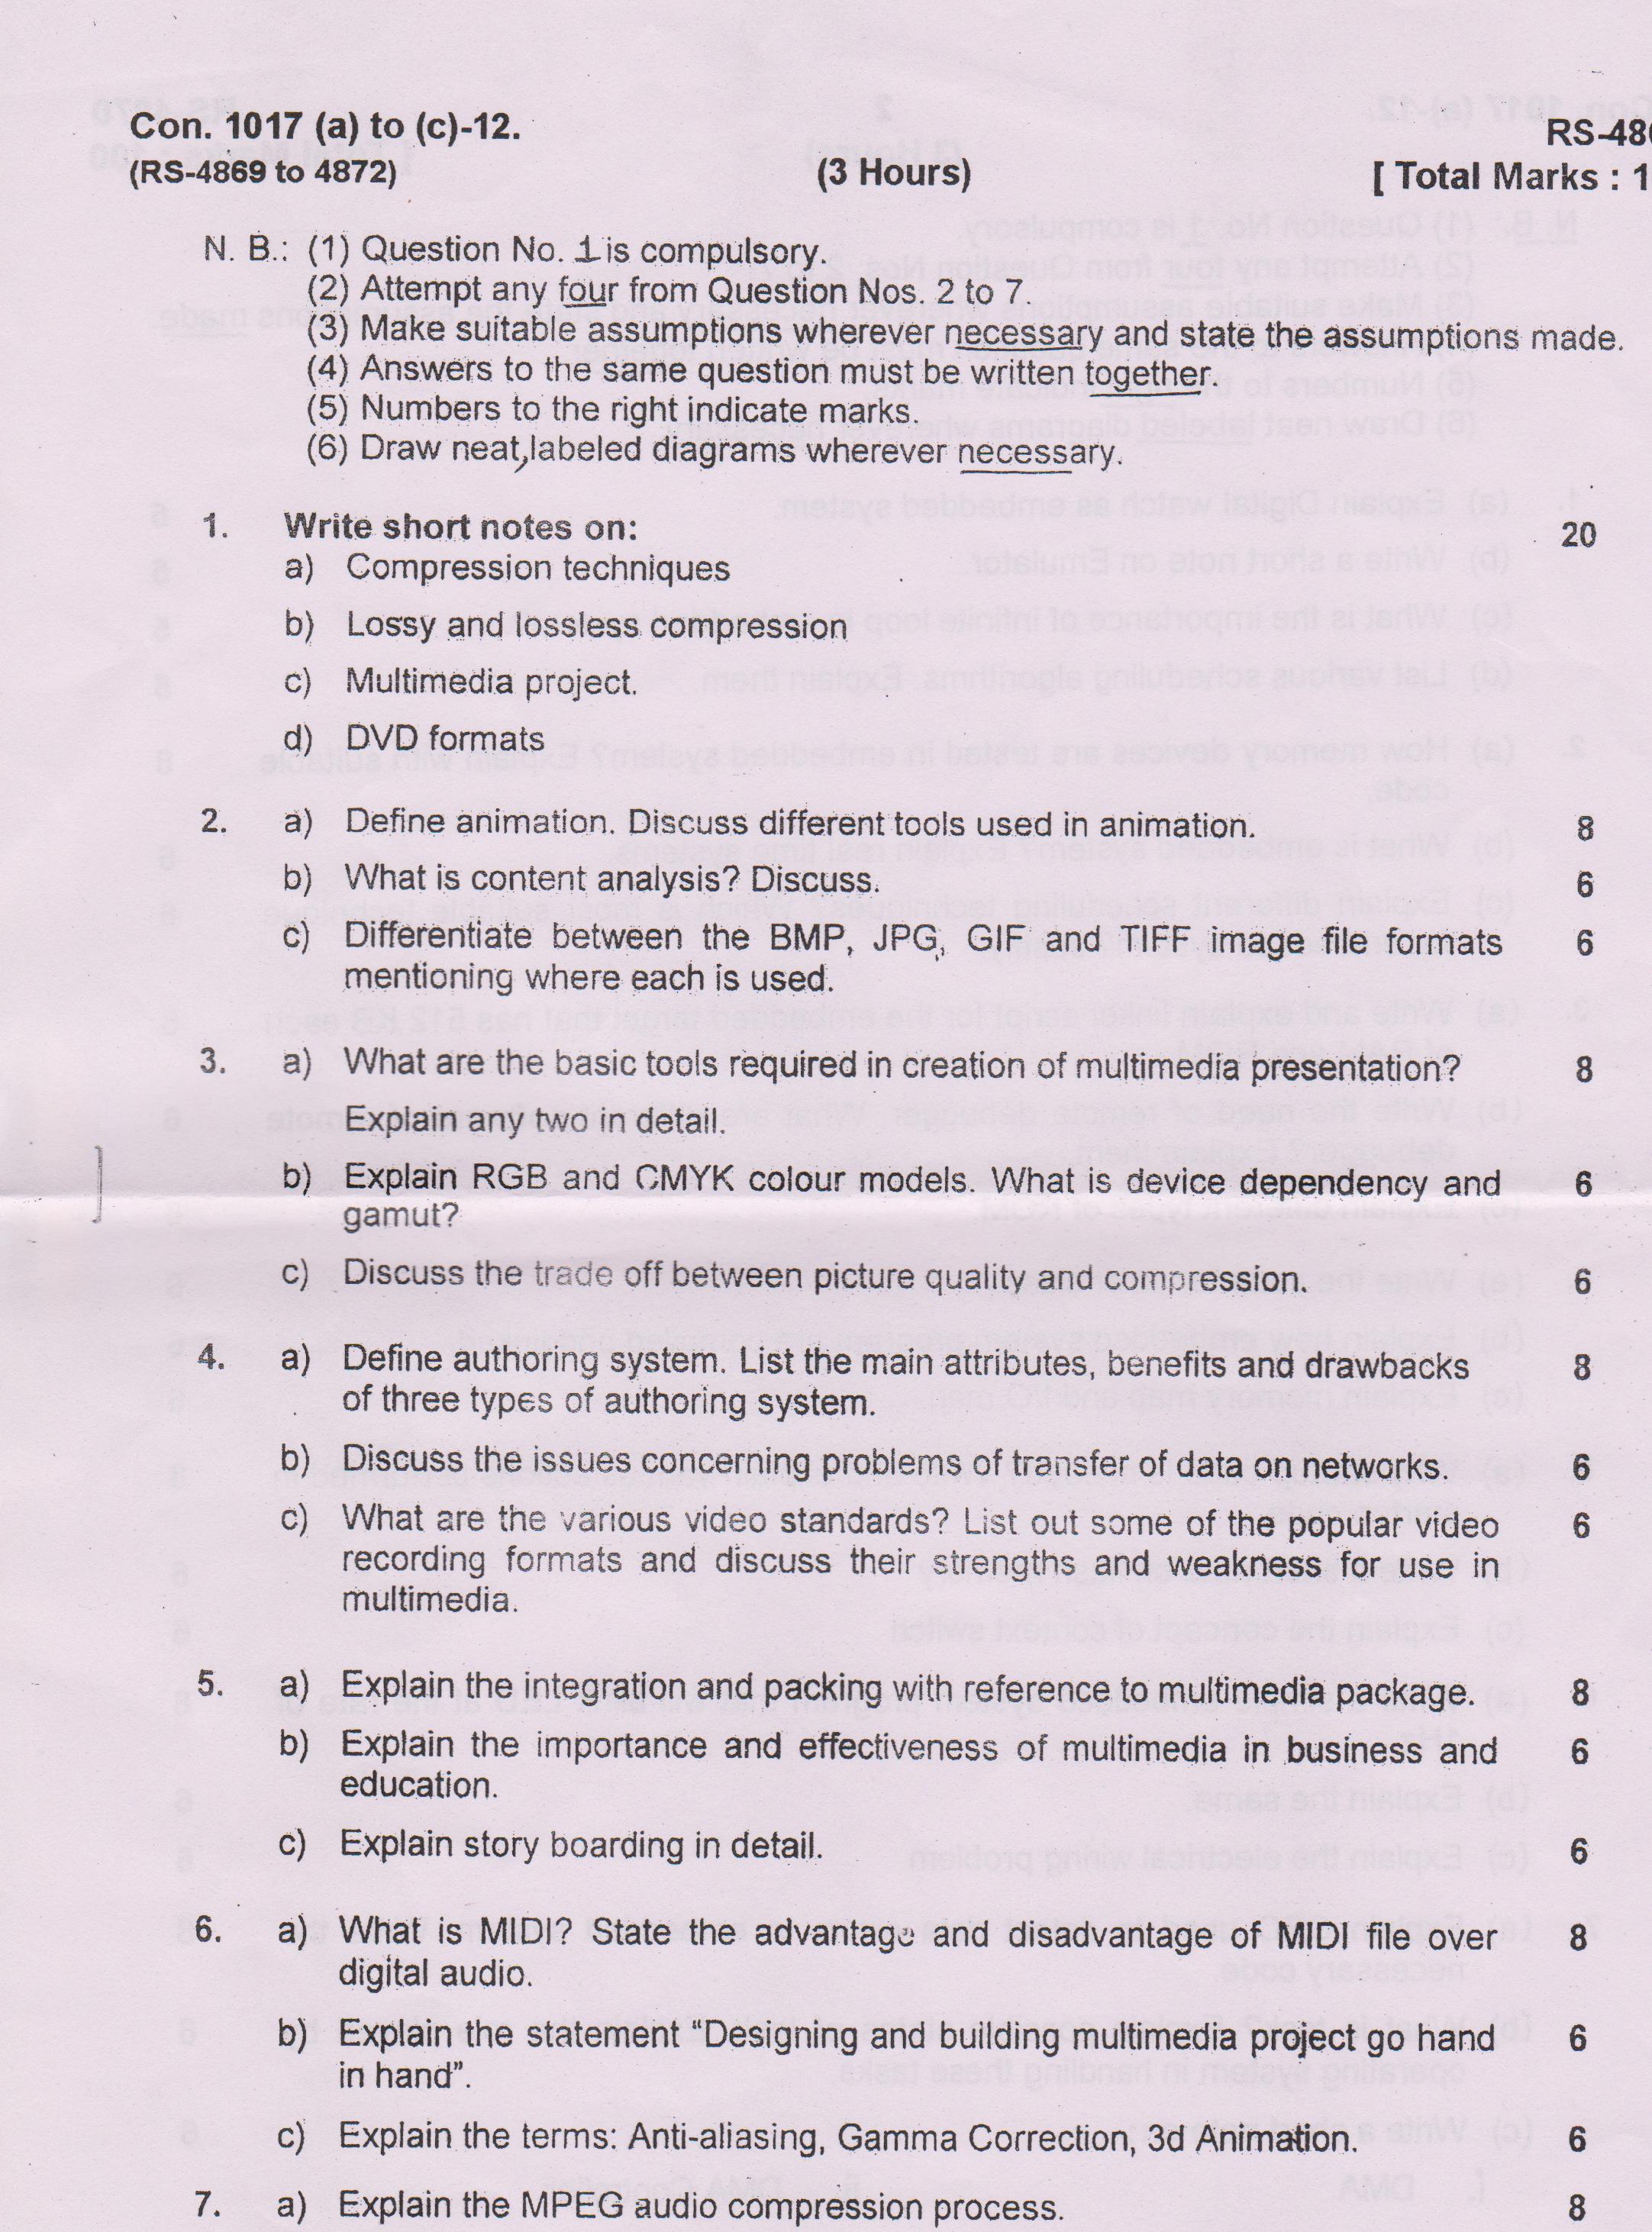 Con. 1017 (a) to (c)-12.
RS-48
(RS-4869 to 4872)
(3 Hours)
[ Total Marks : 1
N. B.: (1) Question No. 1 is compulsory.
(2) Attempt any four from Question Nos. 2 to 7.
(3) Make suitable assumptions wherever necessary and state the assumptions made.
(4) Answers to the same question must be written together.
(5) Numbers to the right indicate marks.
(6) Draw neat, labeled diagrams wherever necessary.
1. Write short notes on: 20
a) Compression techniques
b) Lossy and lossless compression
c) Multimedia project.
d) DVD formats
2. a) Define animation. Discuss different tools used in animation. 8
b) What is content analysis? Discuss. 6
c) Differentiate between the BMP, JPG, GIF and TIFF image file formats 6
mentioning where each is used.
3. a) What are the basic tools required in creation of multimedia presentation? 8
Explain any two in detail.
b) Explain RGB and CMYK colour models. What is device dependency and 6
gamut?
c) Discuss the trade off between picture quality and compression. 6
4. a) Define authoring system. List the main attributes, benefits and drawbacks 8
of three types of authoring system.
b) Discuss the issues concerning problems of transfer of data on networks. 6
c) What are the various video standards? List out some of the popular video 6
recording formats and discuss their strengths and weakness for use in
multimedia.
5. a) Explain the integration and packing with reference to multimedia package. 8
b) Explain the importance and effectiveness of multimedia in business and 6
education.
c) Explain story boarding in detail. 6
6. a) What is MIDI? State the advantage and disadvantage of MIDI file over 8
digital audio.
b) Explain the statement “Designing and building multimedia project go hand 6
in hand”.
c) Explain the terms: Anti-aliasing, Gamma Correction, 3d Animation. 6
7. a) Explain the MPEG audio compression process. 8